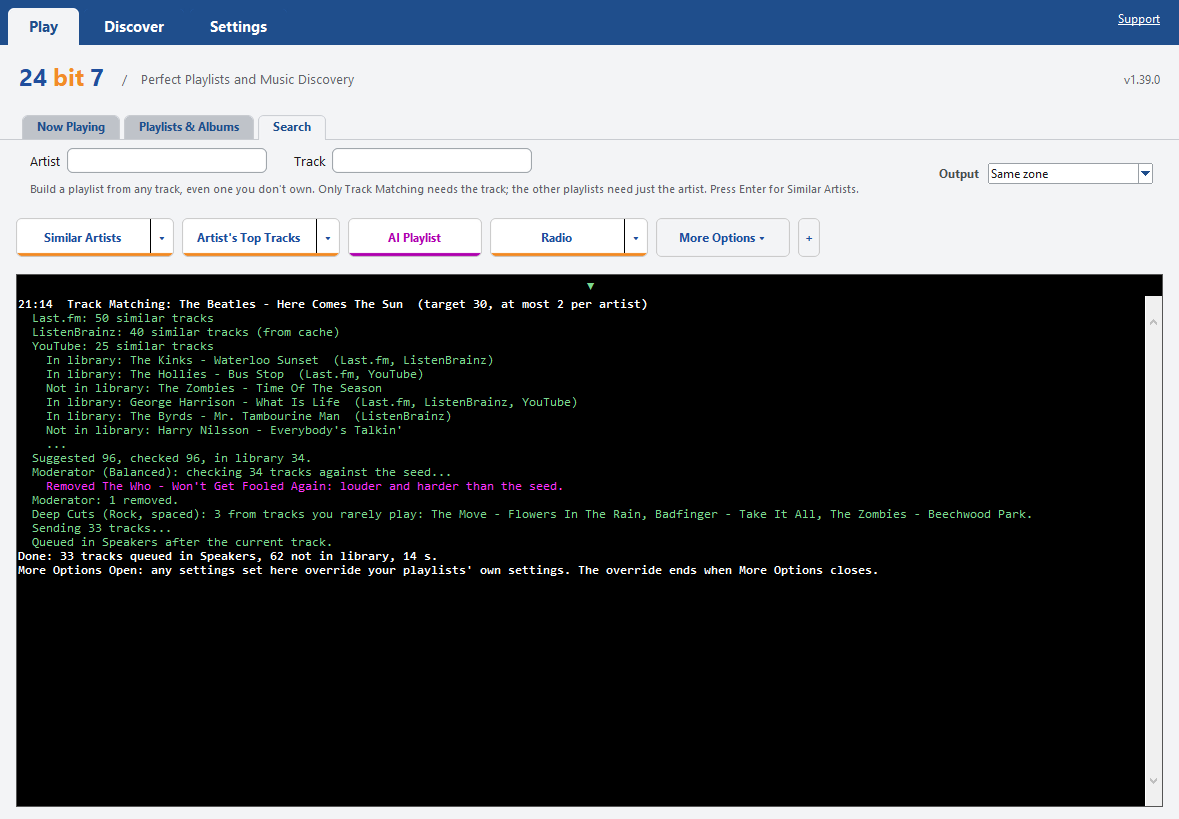 Play Discover Settings Support
24 bit 7 / Perfect Playlists and Music Discovery v1.39.0
Now Playing Playlists & Albums Search
Artist Track
Output Same zone
Build a playlist from any track, even one you don't own. Only Track Matching needs the track; the other playlists need just the artist. Press Enter for Similar Artists.
Similar Artists Artist's Top Tracks AI Playlist Radio More Options +
21:14 Track Matching: The Beatles - Here Comes The Sun (target 30, at most 2 per artist)
Last.fm: 50 similar tracks
ListenBrainz: 40 similar tracks (from cache)
YouTube: 25 similar tracks
In library: The Kinks - Waterloo Sunset (Last.fm, ListenBrainz)
In library: The Hollies - Bus Stop (Last.fm, YouTube)
Not in library: The Zombies - Time Of The Season
In library: George Harrison - What Is Life (Last.fm, ListenBrainz, YouTube)
In library: The Byrds - Mr. Tambourine Man (ListenBrainz)
Not in library: Harry Nilsson - Everybody's Talkin'
...
Suggested 96, checked 96, in library 34.
Moderator (Balanced): checking 34 tracks against the seed...
Removed The Who - Won't Get Fooled Again: louder and harder than the seed.
Moderator: 1 removed.
Deep Cuts (Rock, spaced): 3 from tracks you rarely play: The Move - Flowers In The Rain, Badfinger - Take It All, The Zombies - Beechwood Park.
Sending 33 tracks...
Queued in Speakers after the current track.
Done: 33 tracks queued in Speakers, 62 not in library, 14 s.
More Options Open: any settings set here override your playlists' own settings. The override ends when More Options closes.